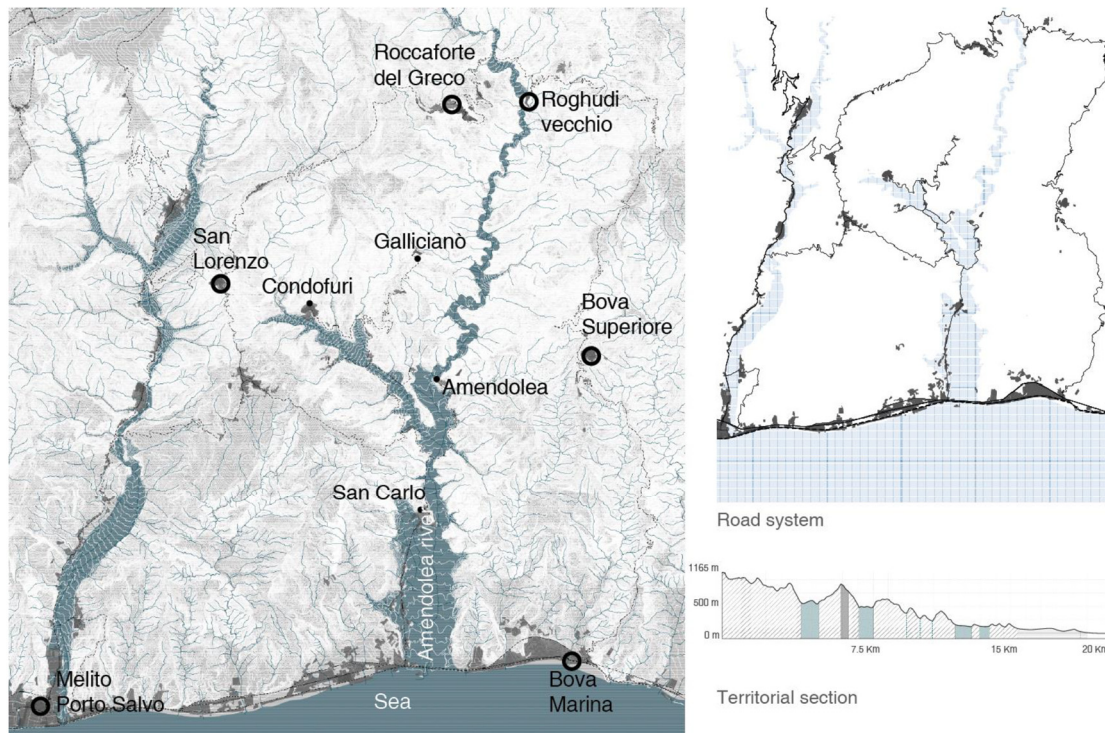 Roccaforte
del Greco
Roghudi
vecchio
San
Lorenzo
Gallicianò
Condofuri
Bova
Superiore
Amendolea
San Carlo
Amendolea river
Melito
Porto Salvo
Sea
Bova
Marina
Road system
1165 m
600 m
0 m
7.5 Km
15 Km
20 Km
Territorial section